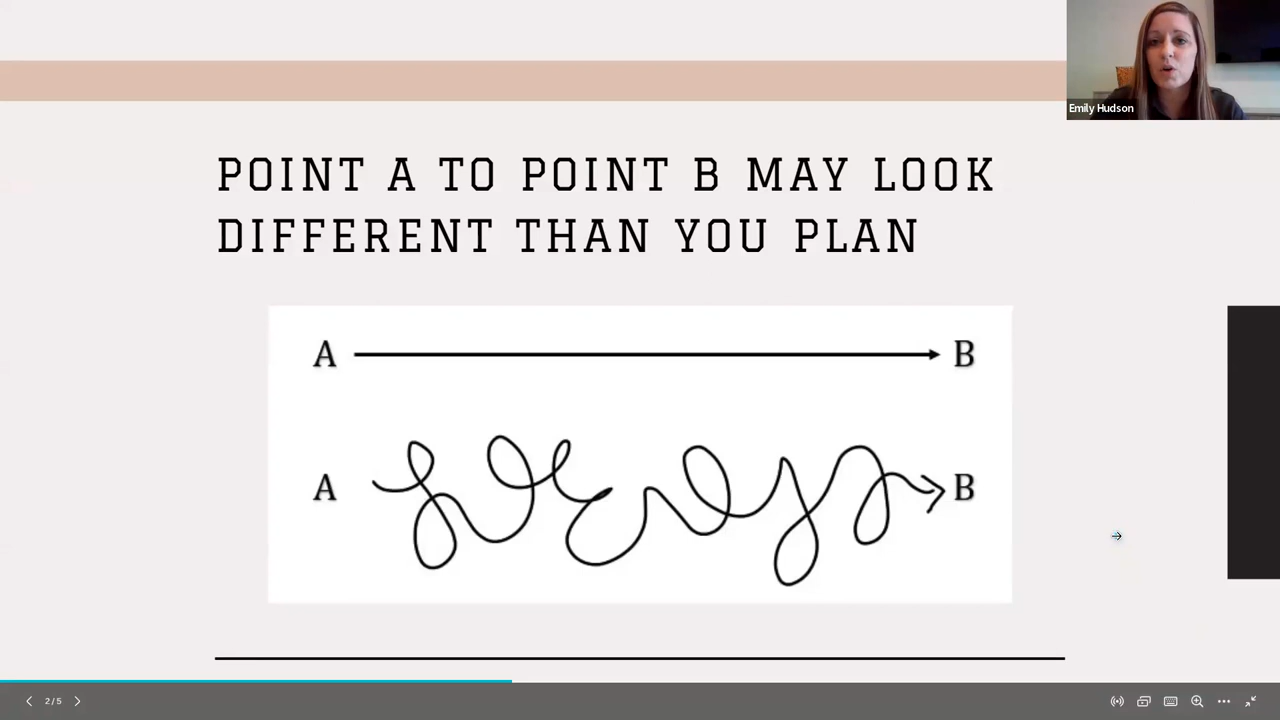 Emily Hudson
POINT A TO POINT B MAY LOOK
DIFFERENT THAN YOU PLAN
A B
A B
2/5